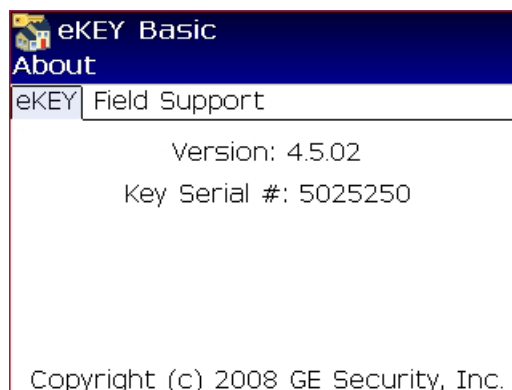 eKEY Basic
About
eKEY Field Support
Version: 4.5.02
Key Serial #: 5025250
Copyright (c) 2008 GE Security, Inc.